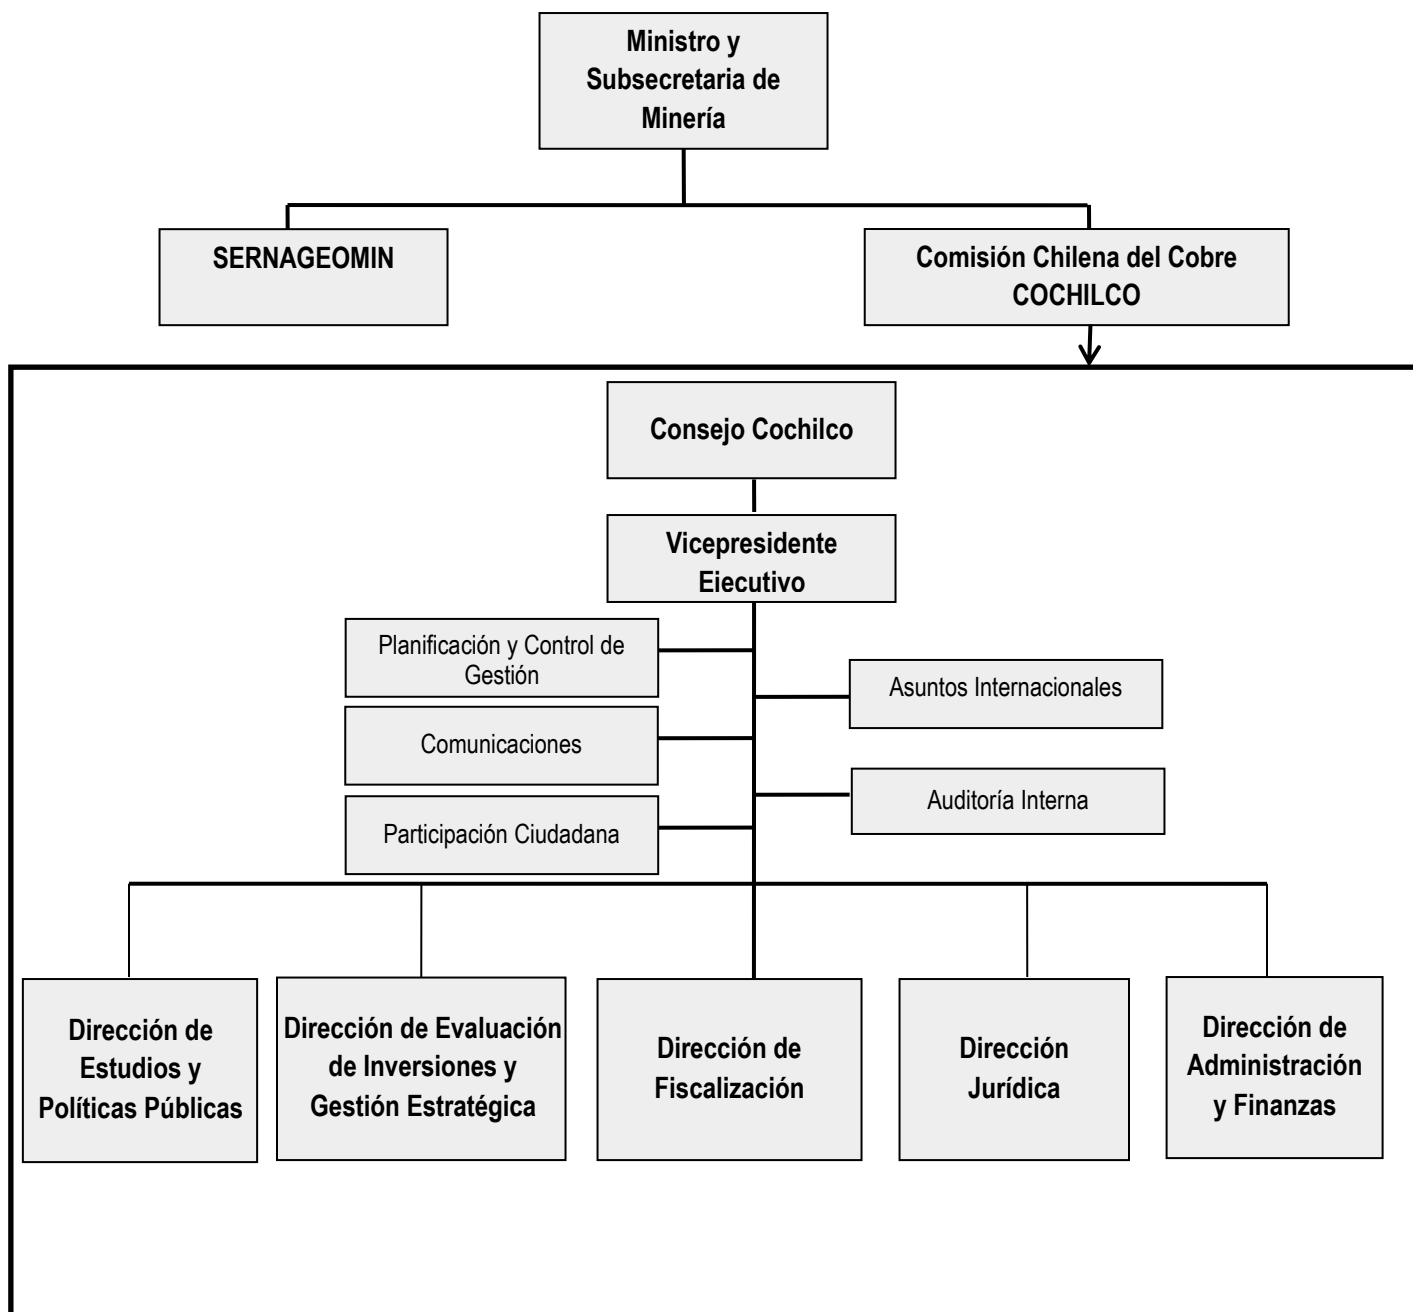 Ministro y
Subsecretaria de
Minería
SERNAGEOMIN
Comisión Chilena del Cobre
COCHILCO
Consejo Cochilco
Vicepresidente
Ejecutivo
Planificación y Control de
Gestión
Asuntos Internacionales
Comunicaciones
Auditoría Interna
Participación Ciudadana
Dirección de
Estudios y
Políticas Públicas
Dirección de Evaluación
de Inversiones y
Gestión Estratégica
Dirección de
Fiscalización
Dirección
Jurídica
Dirección de
Administración
y Finanzas